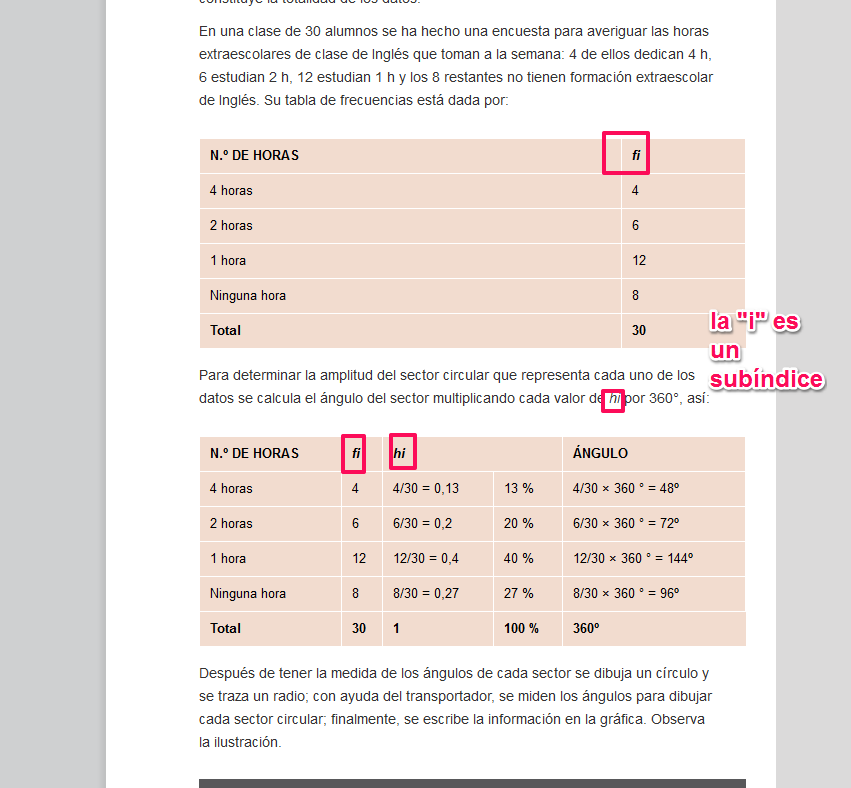 constituye la totalidad de los datos.
En una clase de 30 alumnos se ha hecho una encuesta para averiguar las horas
extraescolares de clase de Inglés que toman a la semana: 4 de ellos dedican 4 h,
6 estudian 2 h, 12 estudian 1 h y los 8 restantes no tienen formación extraescolar
de Inglés. Su tabla de frecuencias está dada por:
N.º DE HORAS fi
4 horas 4
2 horas 6
1 hora 12
Ninguna hora 8
Total 30
la "i" es
un
subíndice
Para determinar la amplitud del sector circular que representa cada uno de los
datos se calcula el ángulo del sector multiplicando cada valor de hi por 360°, así:
N.º DE HORAS fi hi ÁNGULO
4 horas 4 4/30 = 0,13 13 % 4/30 × 360 ° = 48º
2 horas 6 6/30 = 0,2 20 % 6/30 × 360 ° = 72º
1 hora 12 12/30 = 0,4 40 % 12/30 × 360 ° = 144º
Ninguna hora 8 8/30 = 0,27 27 % 8/30 × 360 ° = 96º
Total 30 1 100 % 360º
Después de tener la medida de los ángulos de cada sector se dibuja un círculo y
se traza un radio; con ayuda del transportador, se miden los ángulos para dibujar
cada sector circular; finalmente, se escribe la información en la gráfica. Observa
la ilustración.